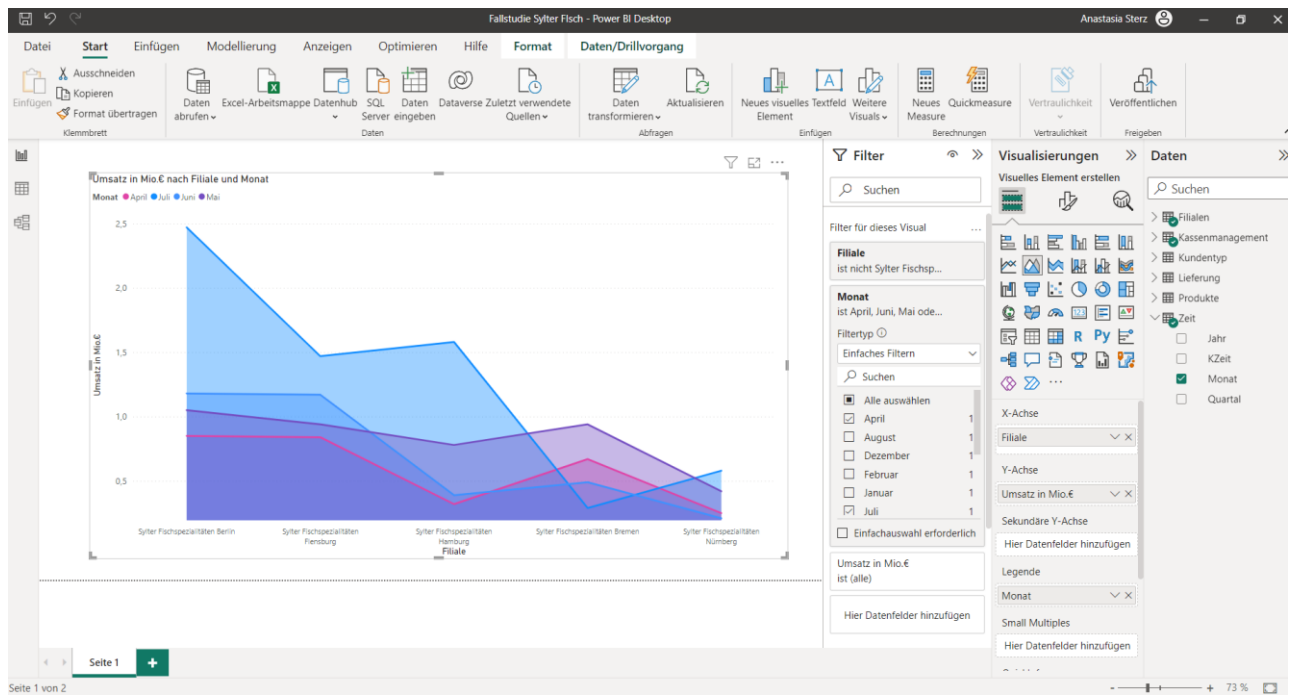 Fallstudie Sylter FIsch - Power BI Desktop
Anastasia Sterz
Datei Start Einfügen Modellierung Anzeigen Optimieren Hilfe Format Daten/Drillvorgang
Einfügen
Ausschneiden
Kopieren
Format übertragen
Daten abrufen
Excel-Arbeitsmappe
Datenhub
SQL Server
Daten eingeben
Dataverse
Zuletzt verwendete Quellen
Daten transformieren
Aktualisieren
Neues visuelles Element
Textfeld
Weitere Visuals
Neues Measure
Quickmeasure
Vertraulichkeit
Veröffentlichen
Klemmbrett Daten Abfragen Einfügen Berechnungen Vertraulichkeit Freigeben
Umsatz in Mio.€ nach Filiale und Monat
Monat April Juli Juni Mai
2,5
2,0
1,5
1,0
0,5
Umsatz in Mio.€
Sylter Fischspezialitäten Berlin
Sylter Fischspezialitäten Flensburg
Sylter Fischspezialitäten Hamburg
Sylter Fischspezialitäten Bremen
Sylter Fischspezialitäten Nürnberg
Filiale
Filter
Suchen
Filter für dieses Visual ...
Filiale
ist nicht Sylter Fischsp...
Monat
ist April, Juni, Mai ode...
Filtertyp
Einfaches Filtern
Suchen
Alle auswählen
April 1
August 1
Dezember 1
Februar 1
Januar 1
Juli 1
Einfachauswahl erforderlich
Umsatz in Mio.€
ist (alle)
Hier Datenfelder hinzufügen
Visualisierungen
Visuelles Element erstellen
123
R Py
...
X-Achse
Filiale
Y-Achse
Umsatz in Mio.€
Sekundäre Y-Achse
Hier Datenfelder hinzufügen
Legende
Monat
Small Multiples
Hier Datenfelder hinzufügen
Daten
Suchen
Filialen
Kassenmanagement
Kundentyp
Lieferung
Produkte
Zeit
Jahr
KZeit
Monat
Quartal
Seite 1
Seite 1 von 2
73 %